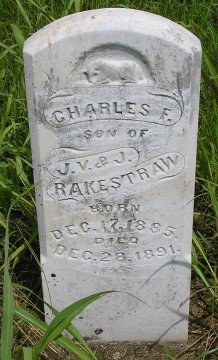 CHARLES F.
SON OF
J.V. & J.
RAKESTRAW
BORN
DEC. 17, 1885.
DIED
DEC. 28, 1891.